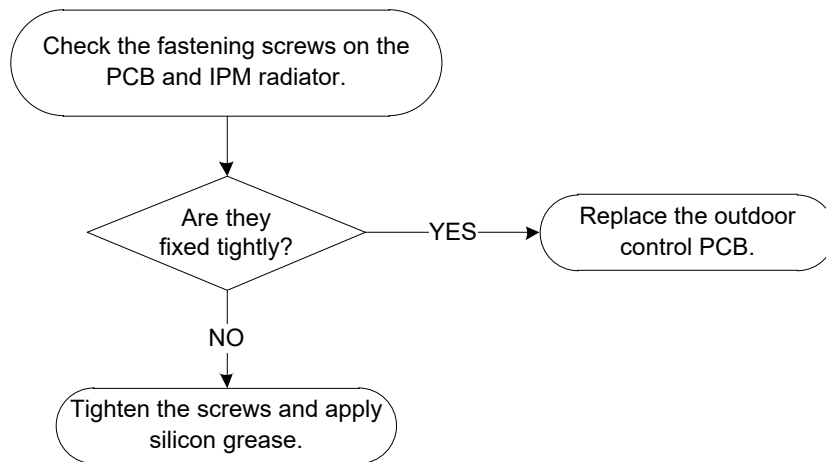 Check the fastening screws on the
PCB and IPM radiator.
Are they
fixed tightly?
YES
Replace the outdoor
control PCB.
NO
Tighten the screws and apply
silicon grease.